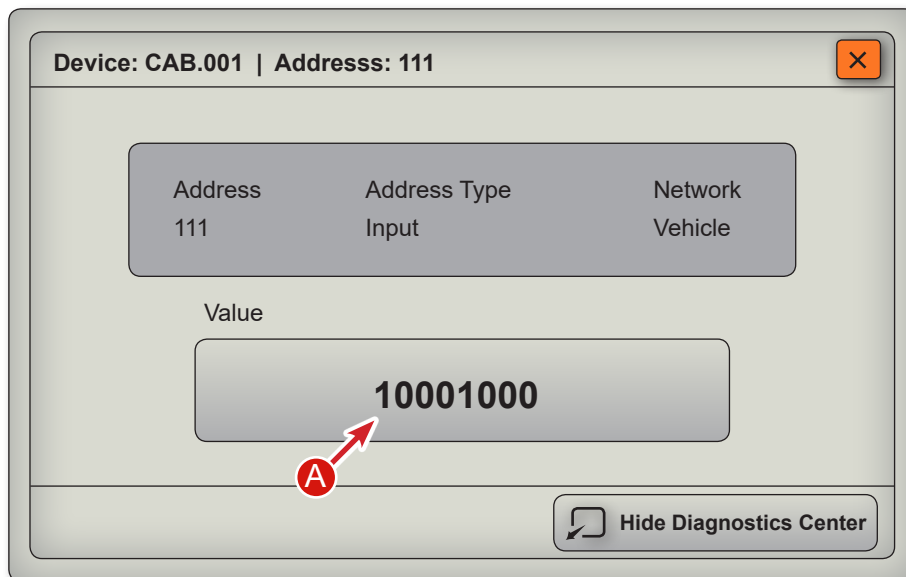 Device: CAB.001 | Addresss: 111
Address Address Type Network
111 Input Vehicle
Value
10001000
A
Hide Diagnostics Center